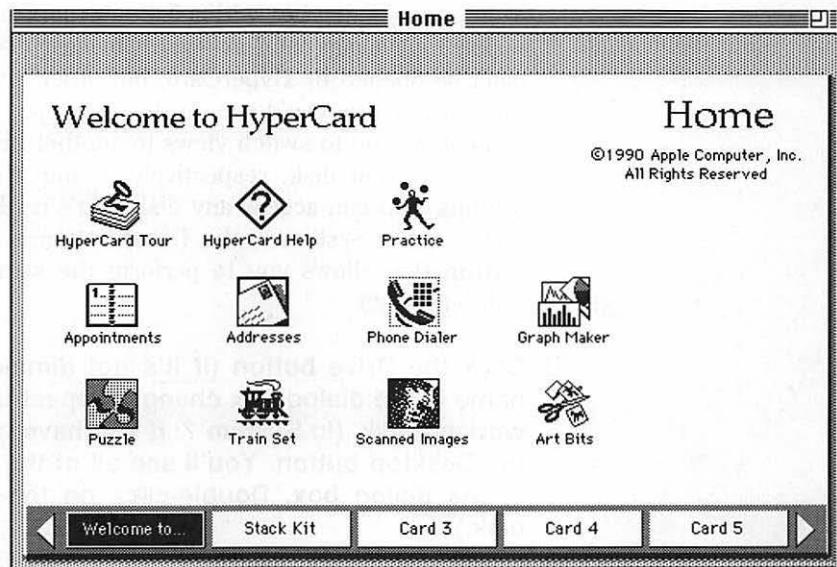 Home
Welcome to HyperCard
Home
©1990 Apple Computer, Inc.
All Rights Reserved
HyperCard Tour
HyperCard Help
Practice
Appointments
Addresses
Phone Dialer
Graph Maker
Puzzle
Train Set
Scanned Images
Art Bits
Welcome to...
Stack Kit
Card 3
Card 4
Card 5